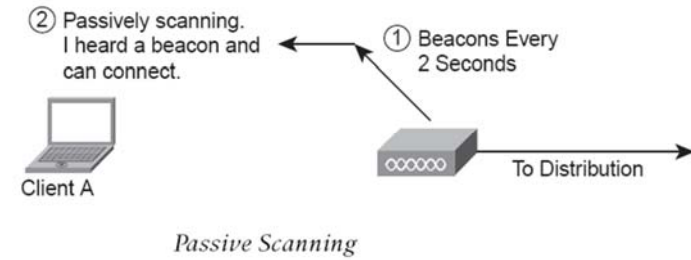 ② Passively scanning.
I heard a beacon and
can connect.
① Beacons Every
2 Seconds
Client A
To Distribution
Passive Scanning